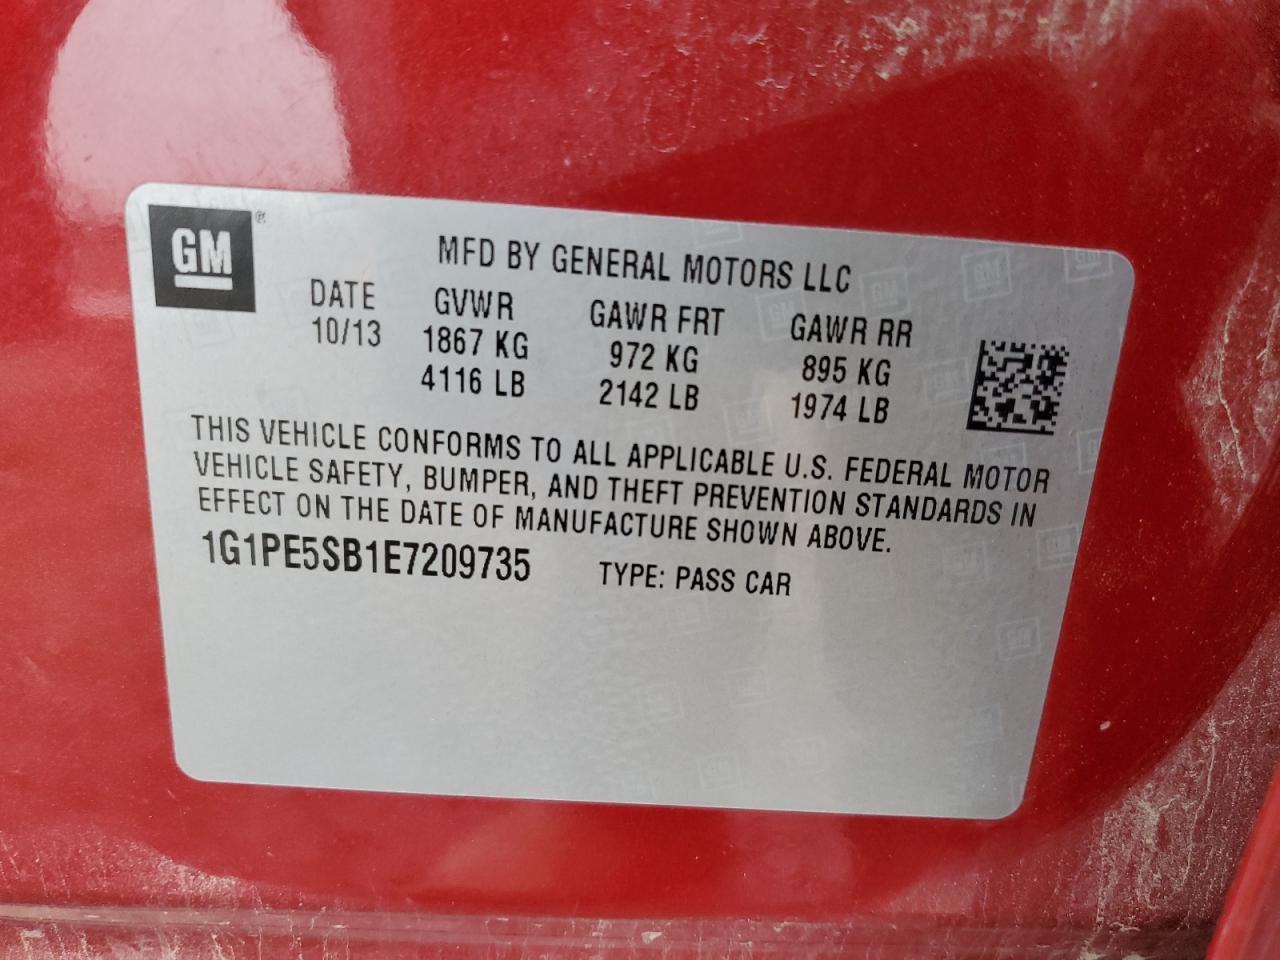 GM ®
MFD BY GENERAL MOTORS LLC
DATE GVWR GAWR FRT GAWR RR
10/13 1867 KG 972 KG 895 KG
4116 LB 2142 LB 1974 LB
THIS VEHICLE CONFORMS TO ALL APPLICABLE U.S. FEDERAL MOTOR
VEHICLE SAFETY, BUMPER, AND THEFT PREVENTION STANDARDS IN
EFFECT ON THE DATE OF MANUFACTURE SHOWN ABOVE.
1G1PE5SB1E7209735 TYPE: PASS CAR